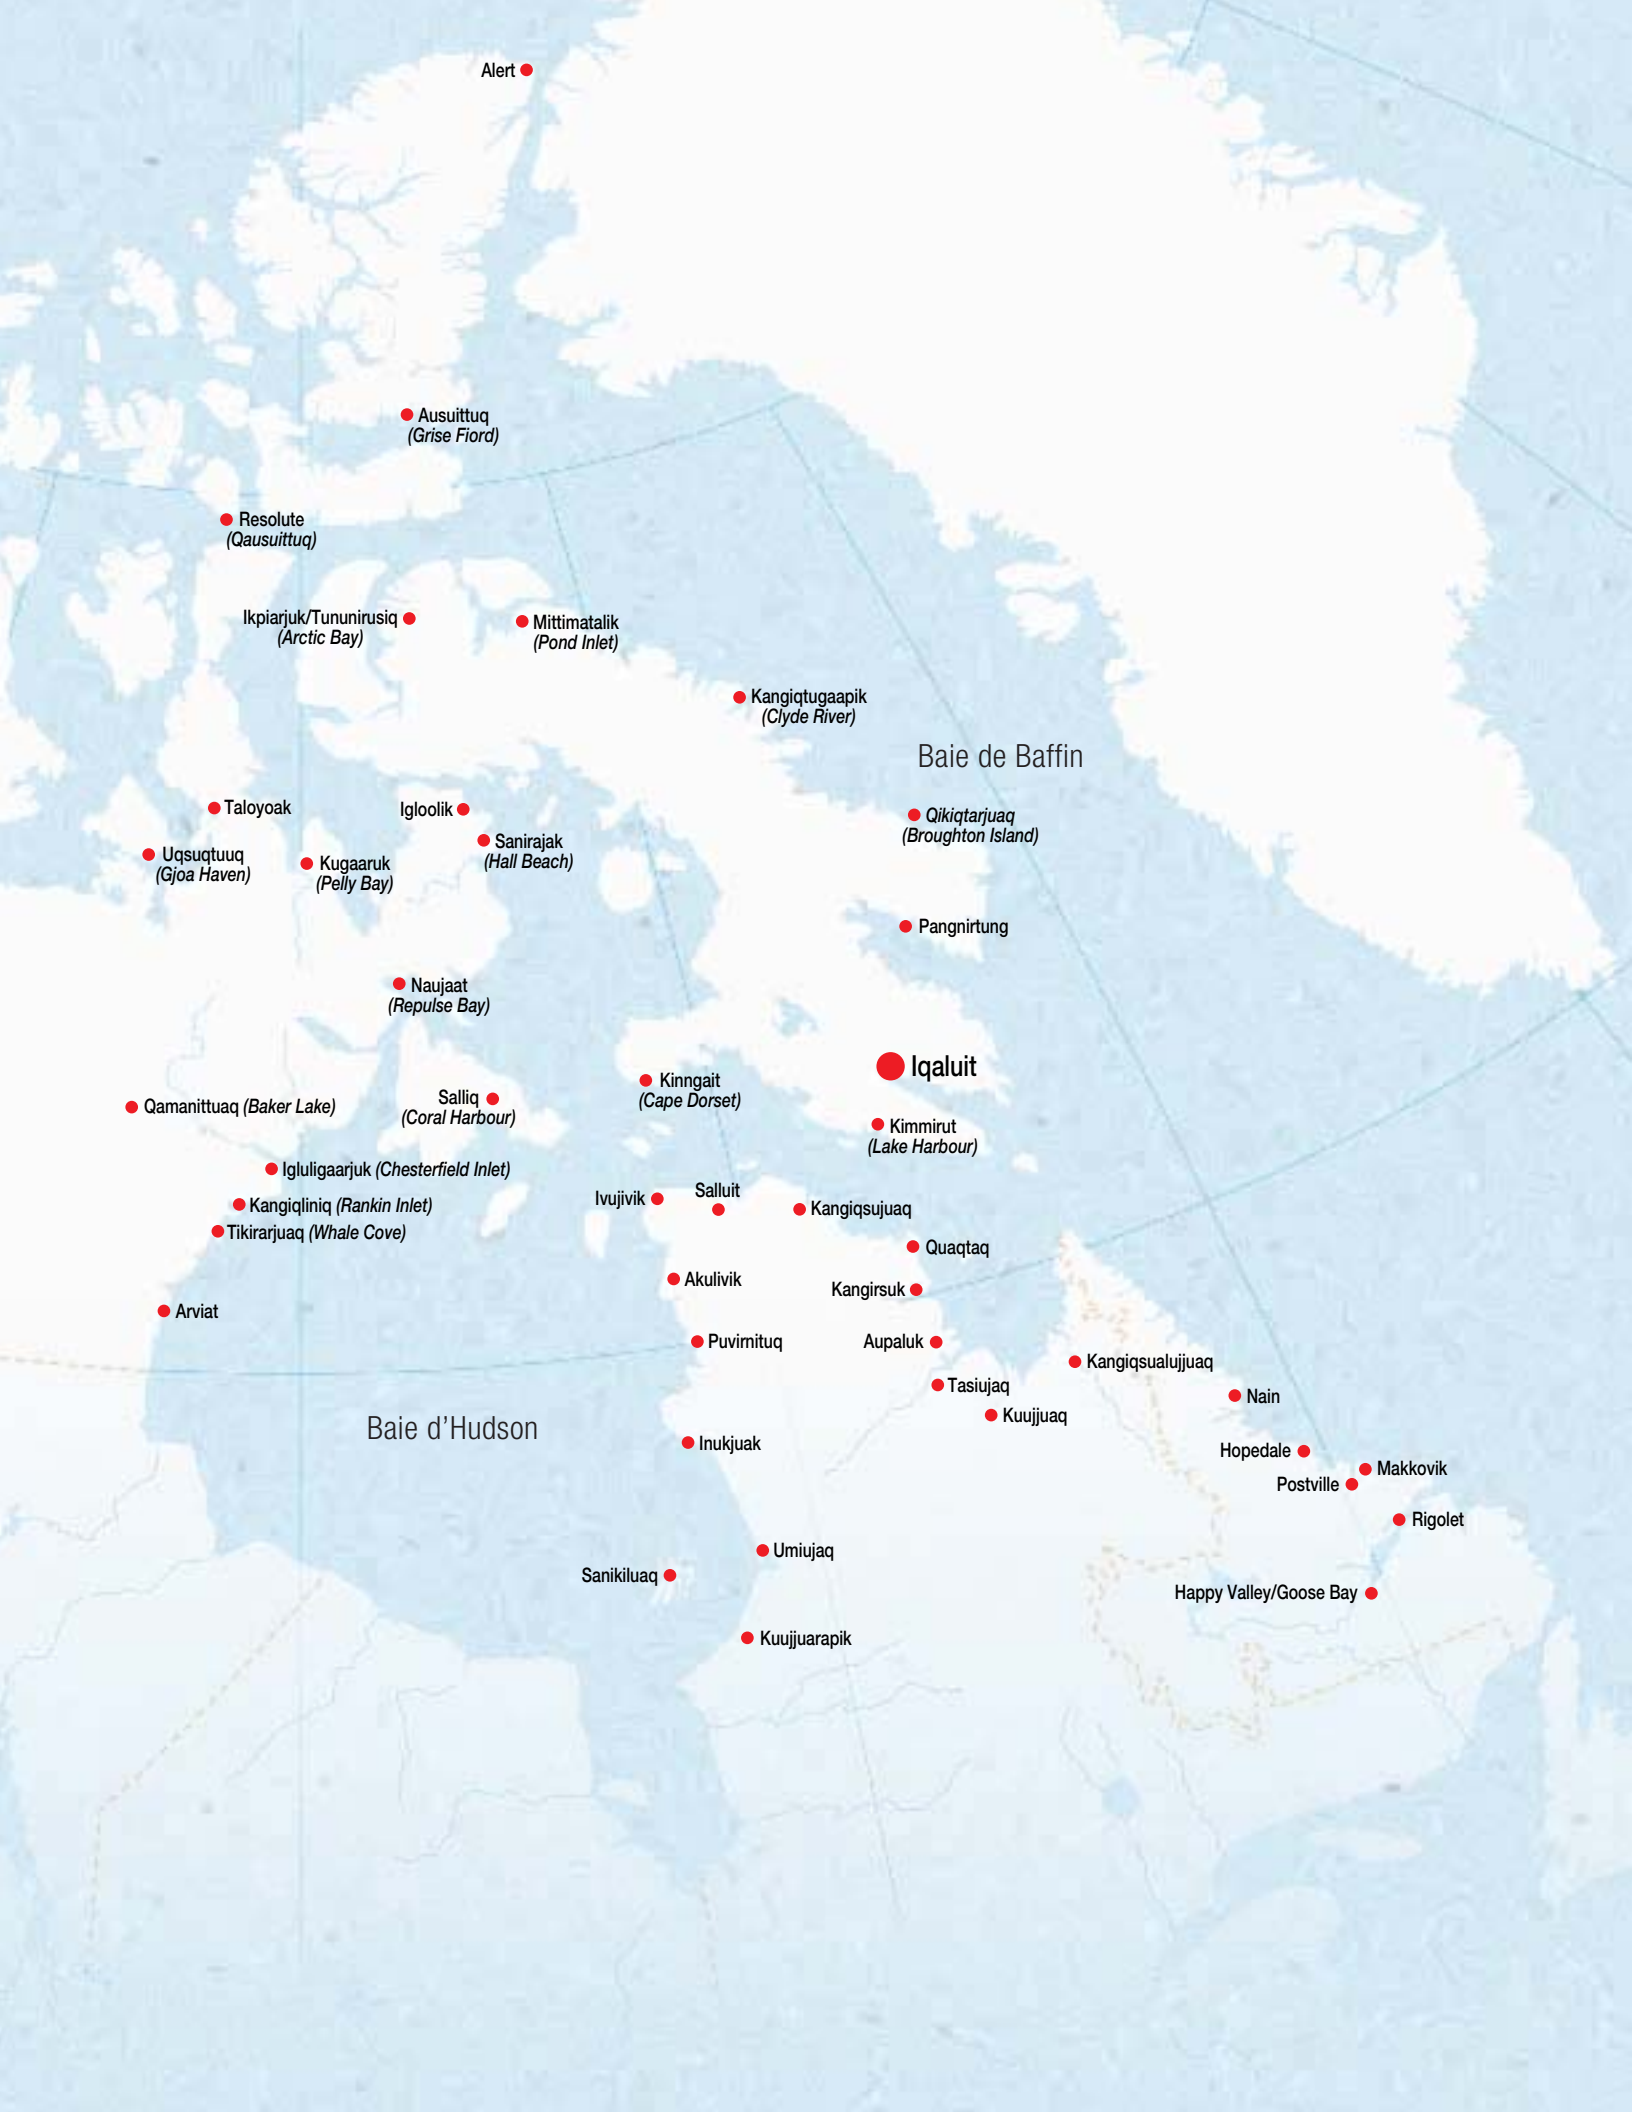 Alert
Ausuittuq
(Grise Fiord)
Resolute
(Qausuittuq)
Ikpiarjuk/Tununirusiq
(Arctic Bay)
Mittimatalik
(Pond Inlet)
Kangiqtugaapik
(Clyde River)
Baie de Baffin
Taloyoak
Igloolik
Qikiqtarjuaq
(Broughton Island)
Sanirajak
(Hall Beach)
Uqsuqtuuq
(Gjoa Haven)
Kugaaruk
(Pelly Bay)
Pangnirtung
Naujaat
(Repulse Bay)
Iqaluit
Kinngait
(Cape Dorset)
Salliq
(Coral Harbour)
Qamanittuaq (Baker Lake)
Kimmirut
(Lake Harbour)
Igluligaarjuk (Chesterfield Inlet)
Ivujivik
Salluit
Kangiqsujuaq
Kangiqliniq (Rankin Inlet)
Tikirarjuaq (Whale Cove)
Quaqtaq
Akulivik
Kangirsuk
Arviat
Puvirnituq
Aupaluk
Kangiqsualujjuaq
Tasiujaq
Nain
Kuujjuaq
Baie d'Hudson
Inukjuak
Hopedale
Makkovik
Postville
Rigolet
Umiujaq
Sanikiluaq
Happy Valley/Goose Bay
Kuujjuarapik